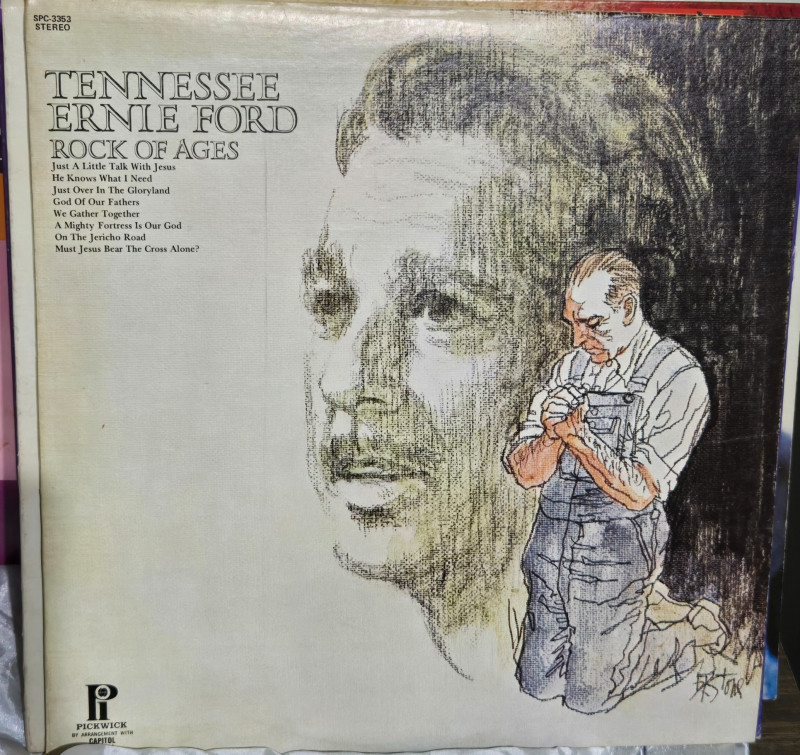 SPC-3353
STEREO
TENNESSEE
ERNIE FORD
ROCK OF AGES
Just A Little Talk With Jesus
He Knows What I Need
Just Over In The Gloryland
God Of Our Fathers
We Gather Together
A Mighty Fortress Is Our God
On The Jericho Road
Must Jesus Bear The Cross Alone?
PICKWICK
BY ARRANGEMENT WITH
CAPITOL